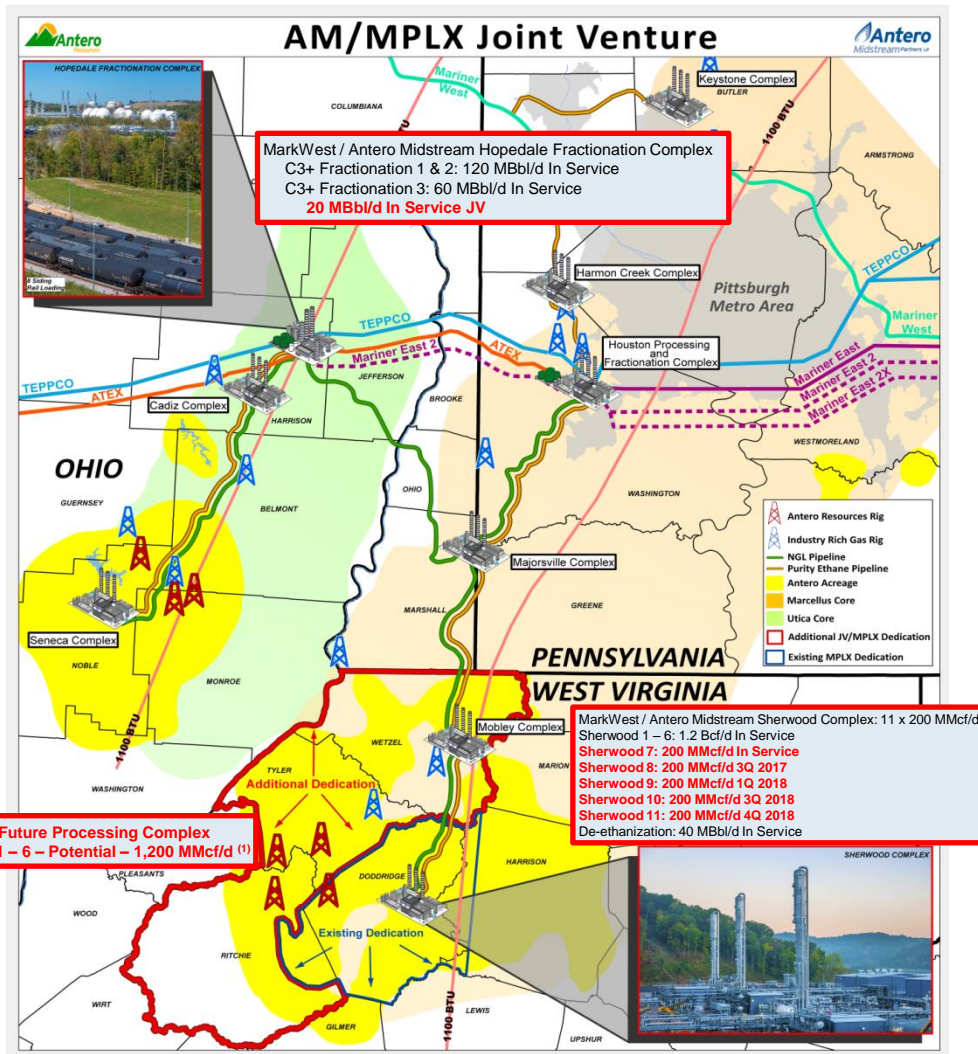 Antero
Resources
AM/MPLX Joint Venture
Antero
Midstream Partners LP
HOPEDALE FRACTIONATION COMPLEX
8 Siding
Rail Loading
COLUMBIANA
Mariner
West
Keystone Complex
BUTLER
1100 BTU
1100 BTU
ARMSTRONG
MarkWest / Antero Midstream Hopedale Fractionation Complex
C3+ Fractionation 1 & 2: 120 MBbl/d In Service
C3+ Fractionation 3: 60 MBbl/d In Service
20 MBbl/d In Service JV
Harmon Creek Complex
Pittsburgh
Metro Area
TEPPCO
Mariner
West
Houston Processing
and
Fractionation Complex
TEPPCO
ATEX
Mariner East 2
TEPPCO
ATEX
JEFFERSON
BROOKE
Mariner East
Mariner East 2
Mariner East 2X
Cadiz Complex
HARRISON
WESTMORELAND
OHIO
GUERNSEY
BELMONT
OHIO
WASHINGTON
Majorsville Complex
MARSHALL
GREENE
Seneca Complex
NOBLE
MONROE
1100 BTU
Antero Resources Rig
Industry Rich Gas Rig
NGL Pipeline
Purity Ethane Pipeline
Antero Acreage
Marcellus Core
Utica Core
Additional JV/MPLX Dedication
Existing MPLX Dedication
PENNSYLVANIA
WEST VIRGINIA
Mobley Complex
WETZEL
MARION
TYLER
WASHINGTON
Additional Dedication
MarkWest / Antero Midstream Sherwood Complex: 11 x 200 MMcf/d
Sherwood 1 – 6: 1.2 Bcf/d In Service
Sherwood 7: 200 MMcf/d In Service
Sherwood 8: 200 MMcf/d 3Q 2017
Sherwood 9: 200 MMcf/d 1Q 2018
Sherwood 10: 200 MMcf/d 3Q 2018
Sherwood 11: 200 MMcf/d 4Q 2018
De-ethanization: 40 MBbl/d In Service
Future Processing Complex
1 – 6 – Potential – 1,200 MMcf/d (1)
PLEASANTS
DODDRIDGE
HARRISON
WOOD
RITCHIE
Existing Dedication
WIRT
GILMER
LEWIS
1100 BTU
UPSHUR
SHERWOOD COMPLEX